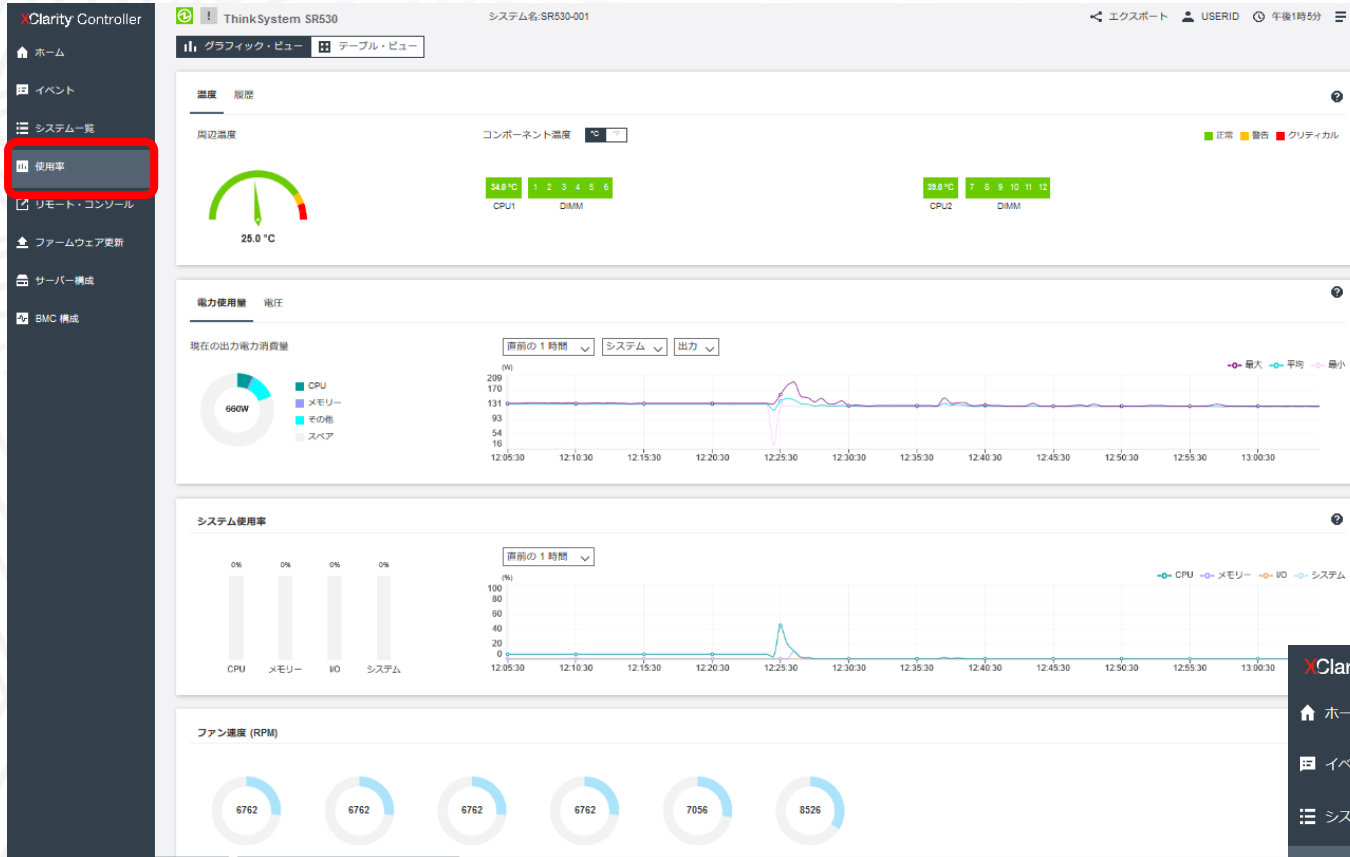 XClarity Controller
ホーム
イベント
システム一覧
使用率
リモート・コンソール
ファームウェア更新
サーバー構成
BMC 構成
! ThinkSystem SR530
システム名:SR530-001
エクスポート USERID 午後1時5分
グラフィック・ビュー テーブル・ビュー
温度 履歴
周辺温度
25.0 °C
コンポーネント温度 °C °F
正常 警告 クリティカル
34.0 °C 1 2 3 4 5 6
CPU1 DIMM
39.0 °C 7 8 9 10 11 12
CPU2 DIMM
電力使用量 電圧
現在の出力電力消費量
660W
CPU
メモリー
その他
スペア
直前の 1 時間 システム 出力
最大 平均 最小
(W)
209
170
131
93
54
16
12:05:30 12:10:30 12:15:30 12:20:30 12:25:30 12:30:30 12:35:30 12:40:30 12:45:30 12:50:30 12:55:30 13:00:30
システム使用率
0% 0% 0% 0%
CPU メモリー I/O システム
直前の 1 時間
CPU メモリー I/O システム
(%)
100
80
60
40
20
0
12:05:30 12:10:30 12:15:30 12:20:30 12:25:30 12:30:30 12:35:30 12:40:30 12:45:30 12:50:30 12:55:30 13:00:30
ファン速度 (RPM)
6762 6762 6762 6762 7056 8526
XClar
ホー
イベ
シス